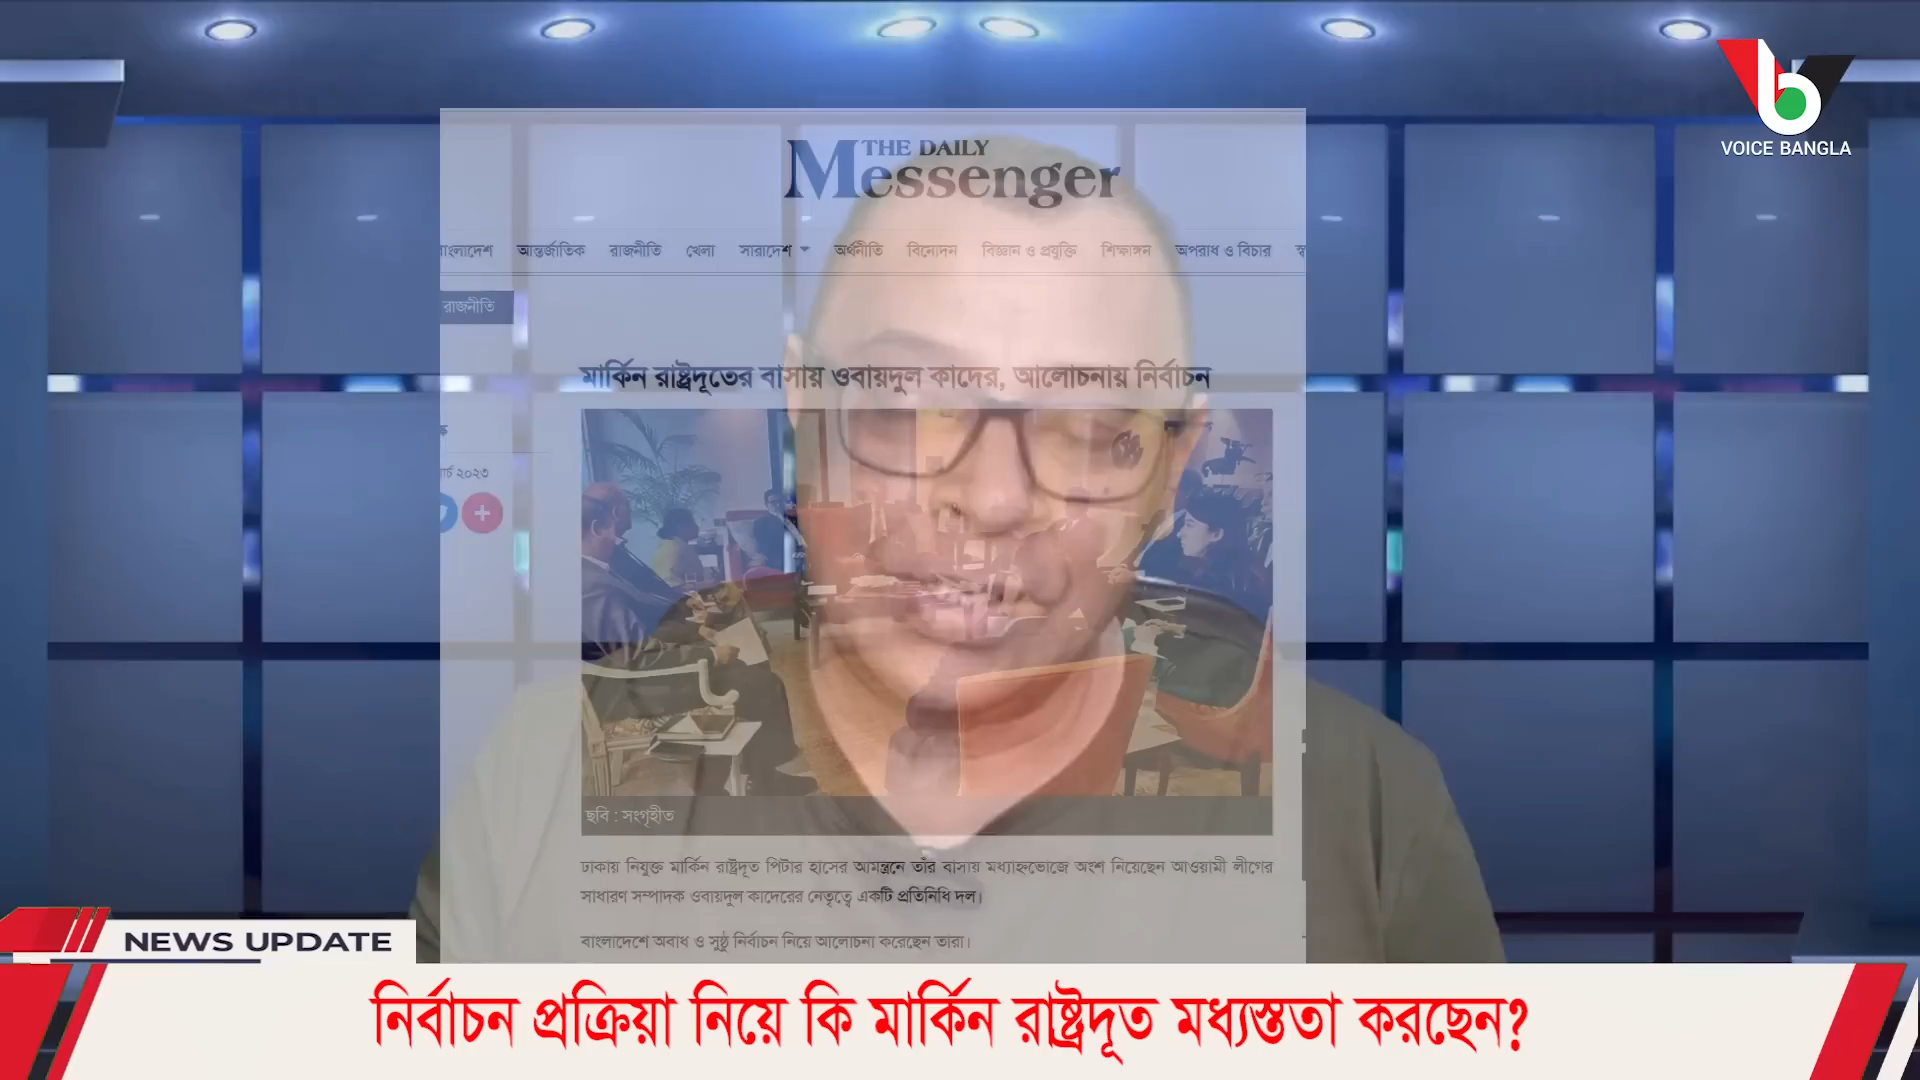 VOICE BANGLA
THE DAILY
Messenger
আন্তর্জাতিক রাজনীতি খেলা সারাদেশ অর্থনীতি বিনোদন বিজ্ঞান ও প্রযুক্তি শিক্ষাঙ্গন অপরাধ ও বিচার
রাজনীতি
মার্কিন রাষ্ট্রদূতের বাসায় ওবায়দুল কাদের, আলোচনায় নির্বাচন
২০২৩
ছবি : সংগৃহীত
ঢাকায় নিযুক্ত মার্কিন রাষ্ট্রদূত পিটার হাসের আমন্ত্রনে তাঁর বাসায় মধ্যাহ্নভোজে অংশ নিয়েছেন আওয়ামী লীগের
সাধারণ সম্পাদক ওবায়দুল কাদেরের নেতৃত্বে একটি প্রতিনিধি দল।
বাংলাদেশে অবাধ ও সুষ্ঠু নির্বাচন নিয়ে আলোচনা করেছেন তারা।
NEWS UPDATE
নির্বাচন প্রক্রিয়া নিয়ে কি মার্কিন রাষ্ট্রদূত মধ্যস্ততা করছেন?